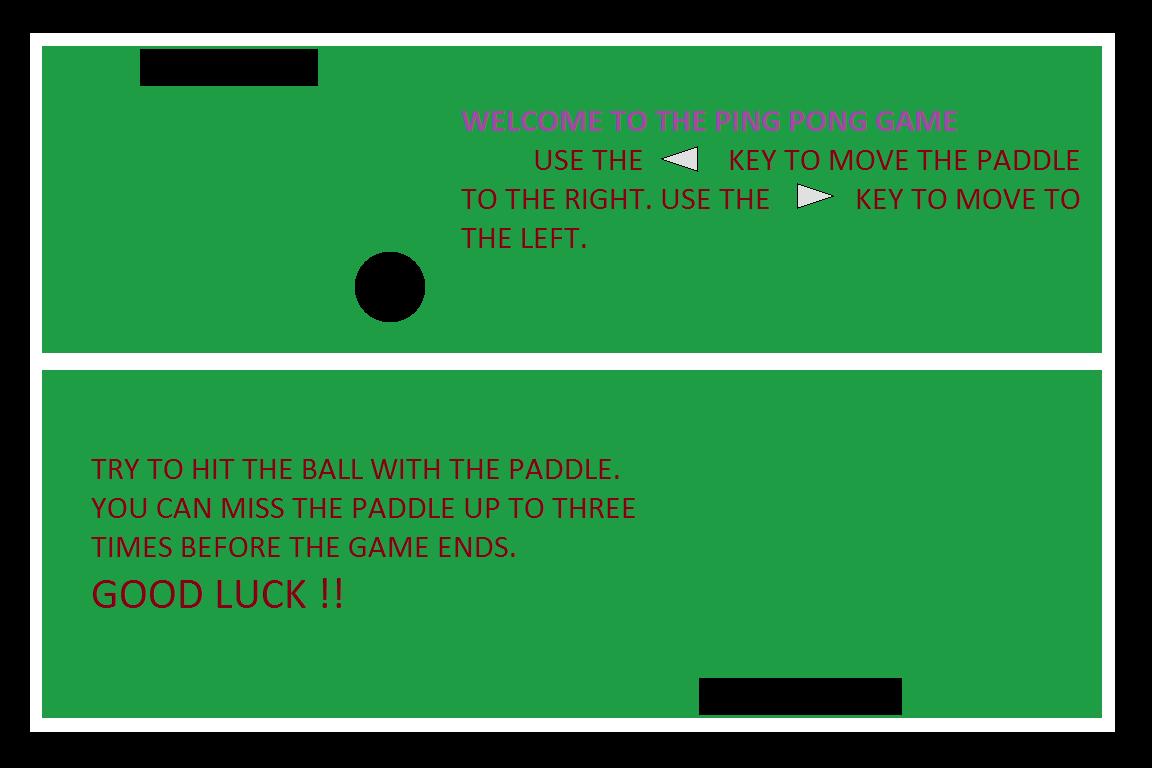 WELCOME TO THE PING PONG GAME
USE THE KEY TO MOVE THE PADDLE
TO THE RIGHT. USE THE KEY TO MOVE TO
THE LEFT.
TRY TO HIT THE BALL WITH THE PADDLE.
YOU CAN MISS THE PADDLE UP TO THREE
TIMES BEFORE THE GAME ENDS.
GOOD LUCK !!